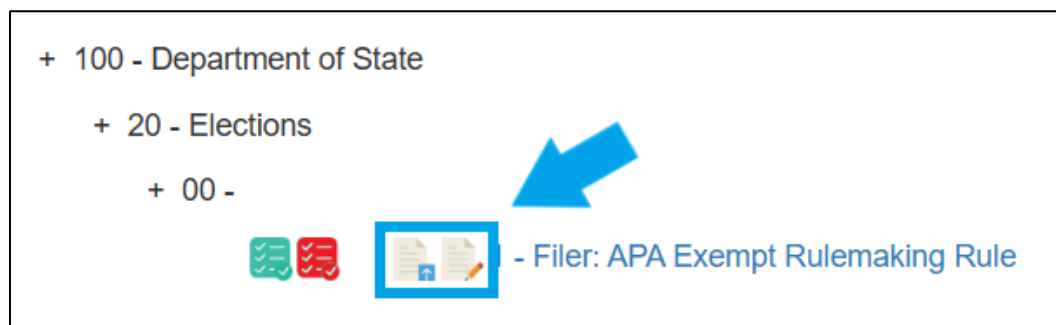 + 100 - Department of State
+ 20 - Elections
+ 00 -
- Filer: APA Exempt Rulemaking Rule